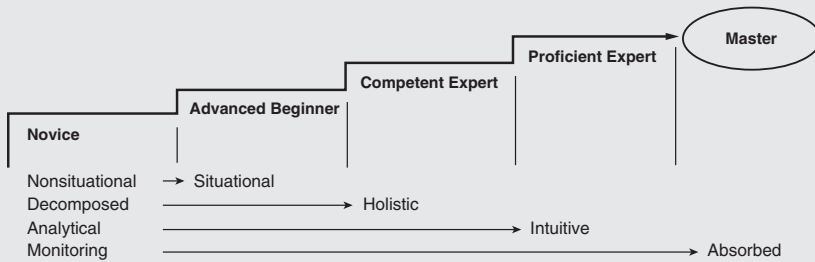 Master
Proficient Expert
Competent Expert
Advanced Beginner
Novice
Nonsituational Situational
Decomposed Holistic
Analytical Intuitive
Monitoring Absorbed